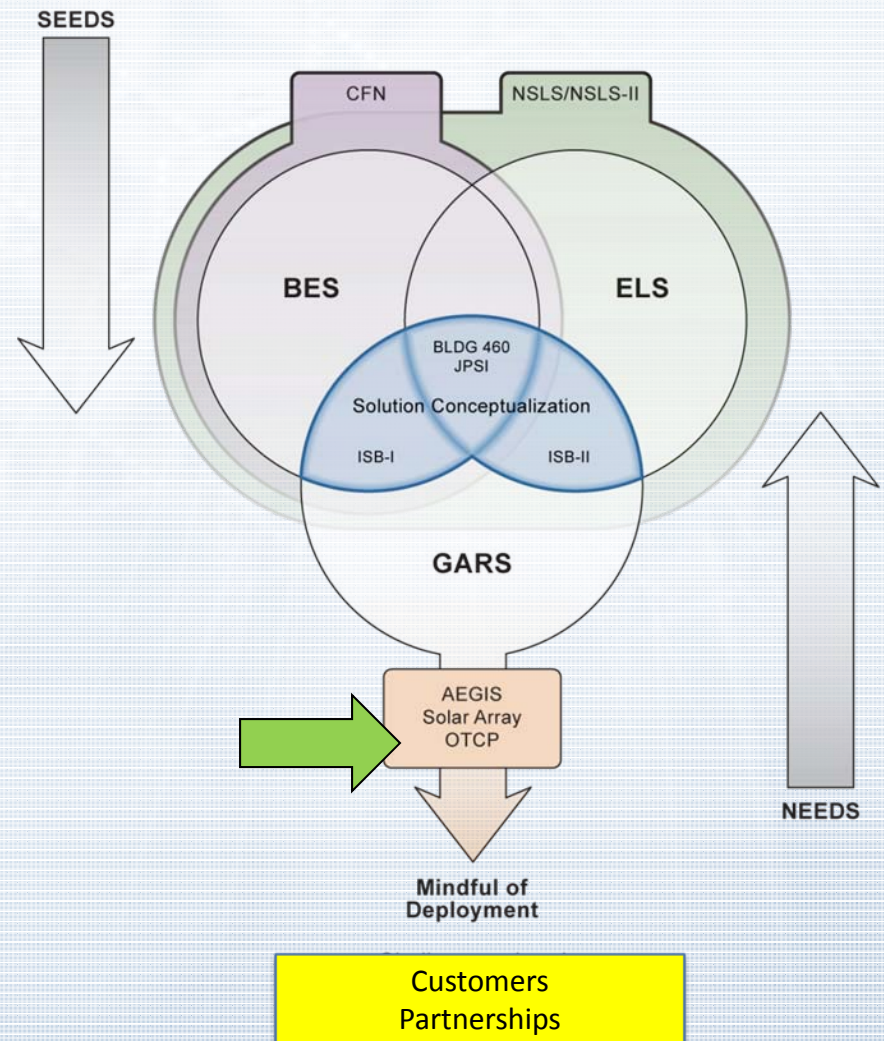 SEEDS
CFN
NSLS/NSLS-II
BES
ELS
BLDG 460
JPSI
Solution Conceptualization
ISB-I
ISB-II
GARS
AEGIS
Solar Array
OTCP
NEEDS
Mindful of
Deployment
Customers
Partnerships